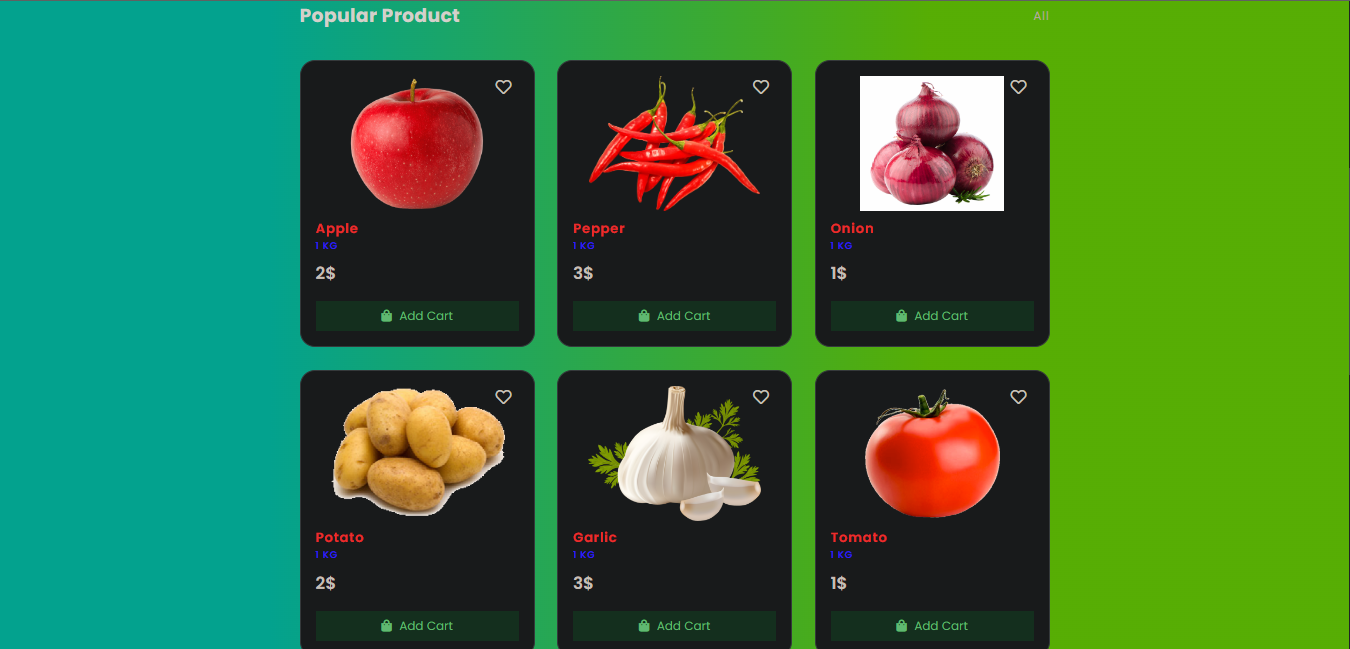 Popular Product
All
Apple
1 KG
2$
Add Cart
Pepper
1 KG
3$
Add Cart
Onion
1 KG
1$
Add Cart
Potato
1 KG
2$
Add Cart
Garlic
1 KG
3$
Add Cart
Tomato
1 KG
1$
Add Cart